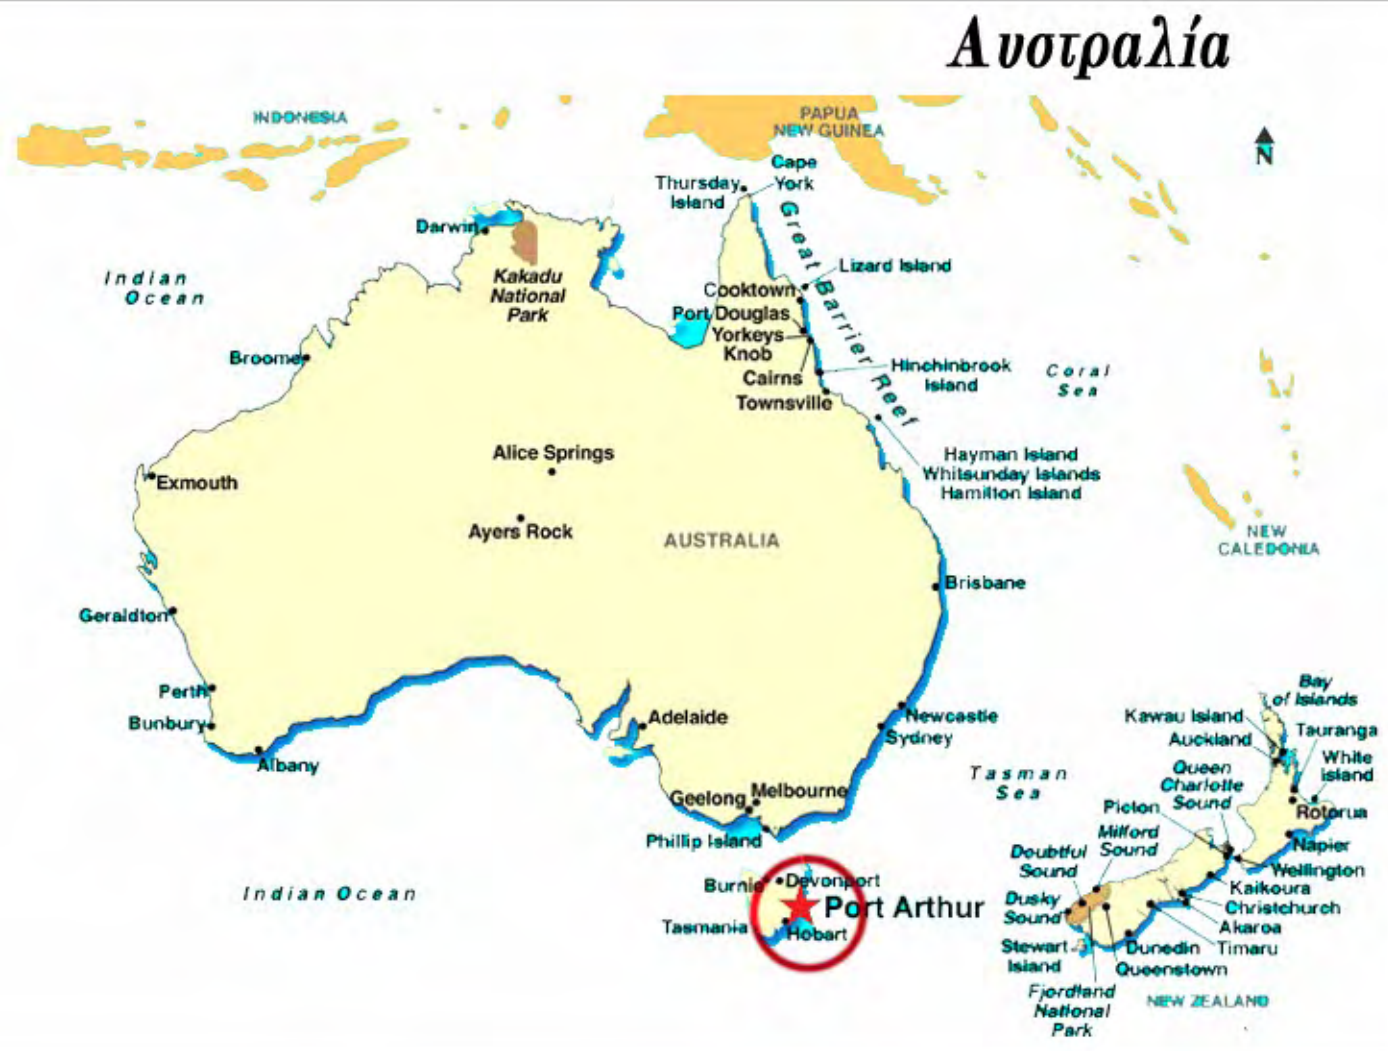 Αυστραλία
INDONESIA
PAPUA
NEW GUINEA
N
Cape
York
Thursday
Island
Great Barrier Reef
Darwin
Kakadu
National
Park
Indian
Ocean
Lizard Island
Cooktown
Port Douglas
Yorkeys
Knob
Cairns
Townsville
Hinchinbrook
Island
Coral
Sea
Broome
Hayman Island
Whitsunday Islands
Hamilton Island
Alice Springs
Exmouth
Ayers Rock
AUSTRALIA
NEW
CALEDONIA
Brisbane
Geraldton
Perth
Bunbury
Albany
Adelaide
Newcastle
Sydney
Geelong
Melbourne
Phillip Island
Tasman
Sea
Indian Ocean
Burnie
Devonport
Port Arthur
Tasmania
Hobart
Bay
of Islands
Kawau Island
Auckland
Tauranga
White
Island
Queen
Charlotte
Sound
Picton
Rotorua
Milford
Sound
Doubtful
Sound
Napier
Wellington
Kaikoura
Dusky
Sound
Christchurch
Akaroa
Stewart
Island
Dunedin
Timaru
Queenstown
Fjordland
National
Park
NEW ZEALAND